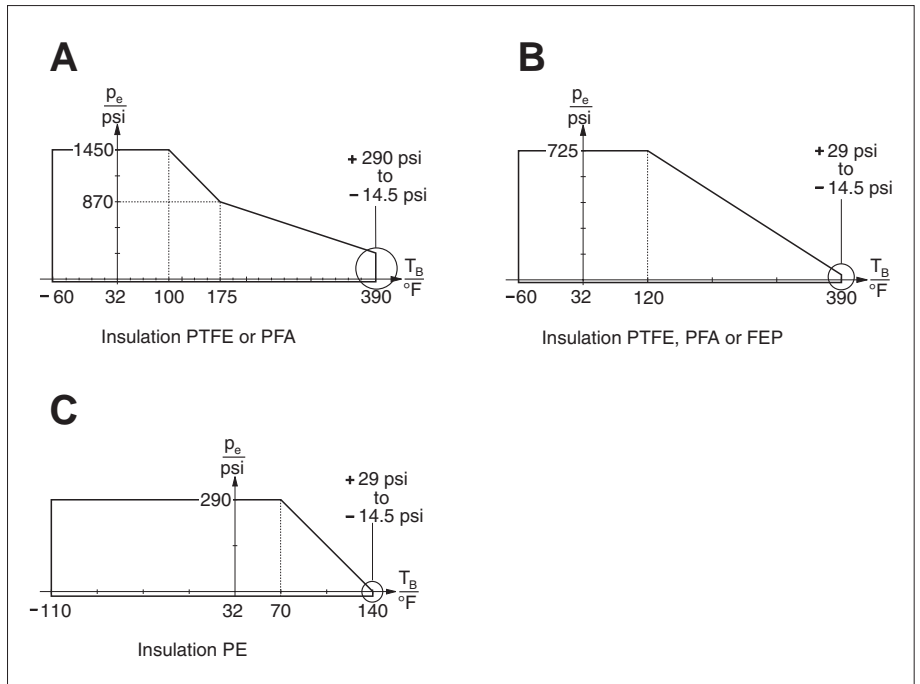 A
p_e
psi
1450
870
+ 290 psi
to
− 14.5 psi
T_B
°F
−60
32
100
175
390
Insulation PTFE or PFA
B
p_e
psi
725
+ 29 psi
to
− 14.5 psi
T_B
°F
−60
32
120
390
Insulation PTFE, PFA or FEP
C
p_e
psi
290
+ 29 psi
to
− 14.5 psi
T_B
°F
−110
32
70
140
Insulation PE